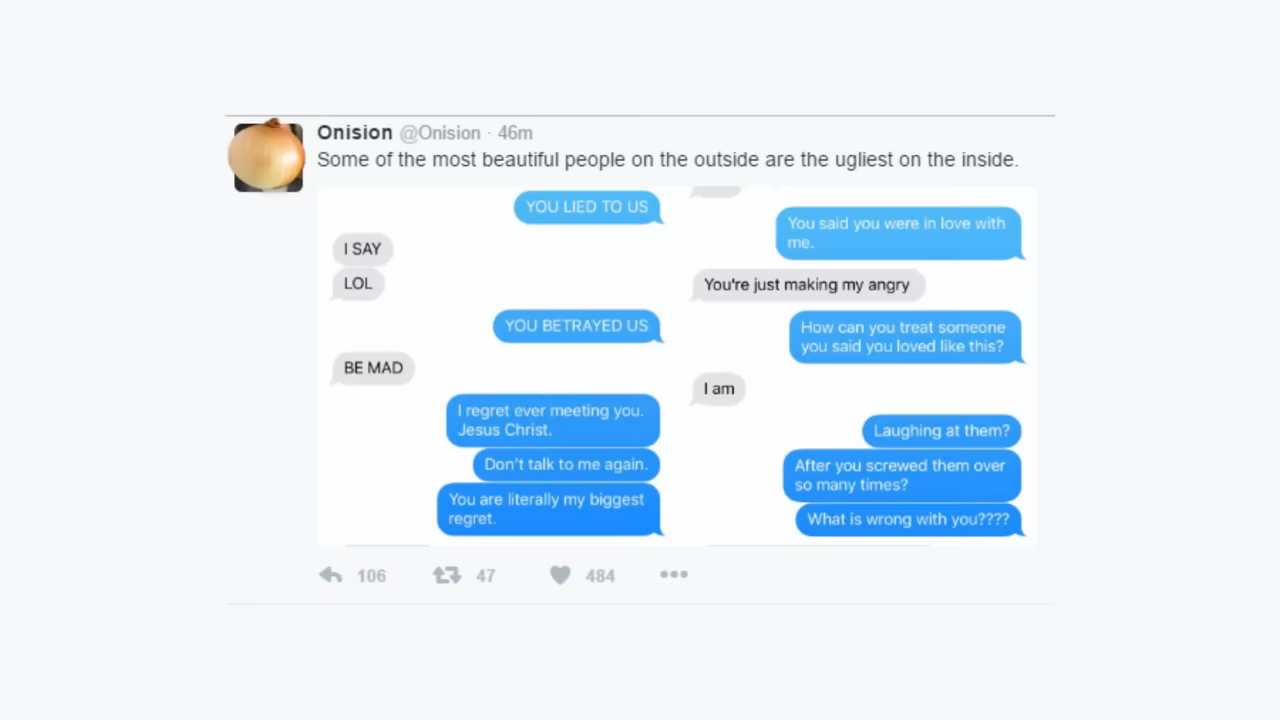 Onision @Onision · 46m
Some of the most beautiful people on the outside are the ugliest on the inside.
YOU LIED TO US
I SAY
LOL
YOU BETRAYED US
BE MAD
I regret ever meeting you.
Jesus Christ.
Don't talk to me again.
You are literally my biggest
regret.
You said you were in love with
me.
You're just making my angry
How can you treat someone
you said you loved like this?
I am
Laughing at them?
After you screwed them over
so many times?
What is wrong with you????
106 47 484